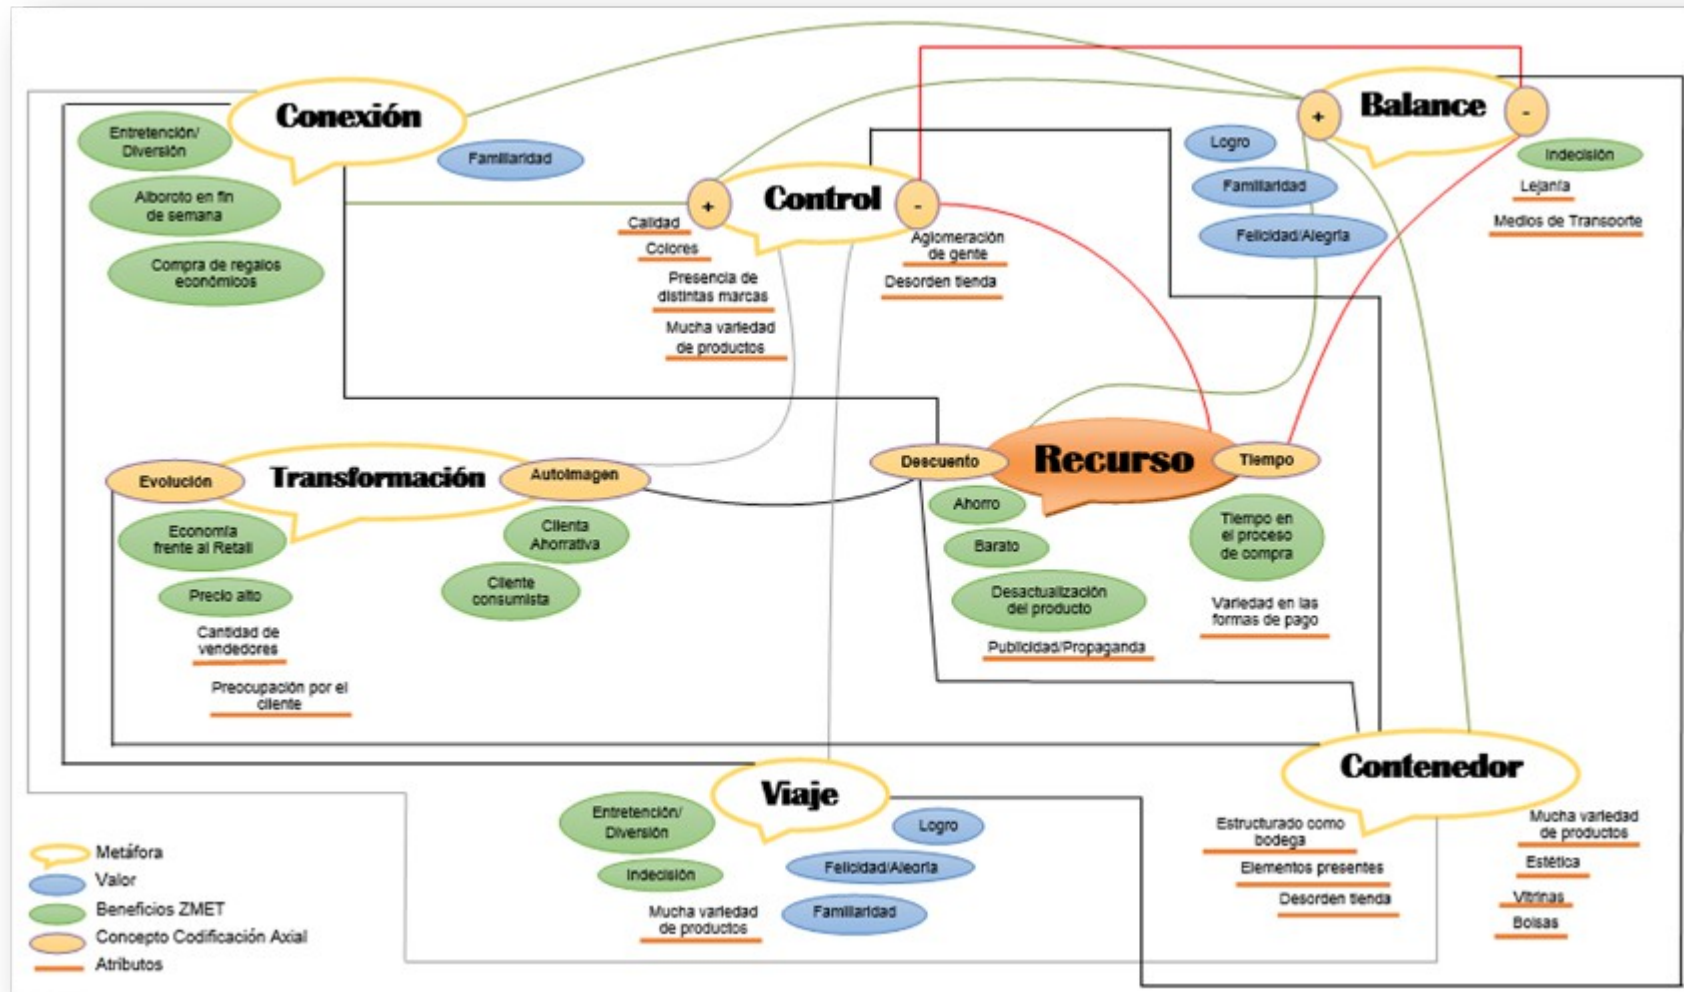 Conexión
Entretención/
Diversión
Alboroto en fin
de semana
Compra de regalos
económicos
Familiaridad
+
Control
-
Calidad
Colores
Presencia de
distintas marcas
Mucha variedad
de productos
Aglomeración
de gente
Desorden tienda
+
Balance
-
Logro
Familiaridad
Felicidad/Alegría
Indecisión
Lejanía
Medios de Transporte
Evolución
Transformación
AutoImagen
Economía
frente al Retail
Precio alto
Cantidad de
vendedores
Preocupación por el
cliente
Clienta
Ahorrativa
Cliente
consumista
Descuento
Recurso
Tiempo
Ahorro
Barato
Desactualización
del producto
Publicidad/Propaganda
Tiempo en
el proceso
de compra
Variedad en las
formas de pago
Viaje
Entretención/
Diversión
Indecisión
Mucha variedad
de productos
Logro
Felicidad/Alegria
Familiaridad
Contenedor
Estructurado como
bodega
Elementos presentes
Desorden tienda
Mucha variedad
de productos
Estética
Vitrinas
Bolsas
Metáfora
Valor
Beneficios ZMET
Concepto Codificación Axial
Atributos